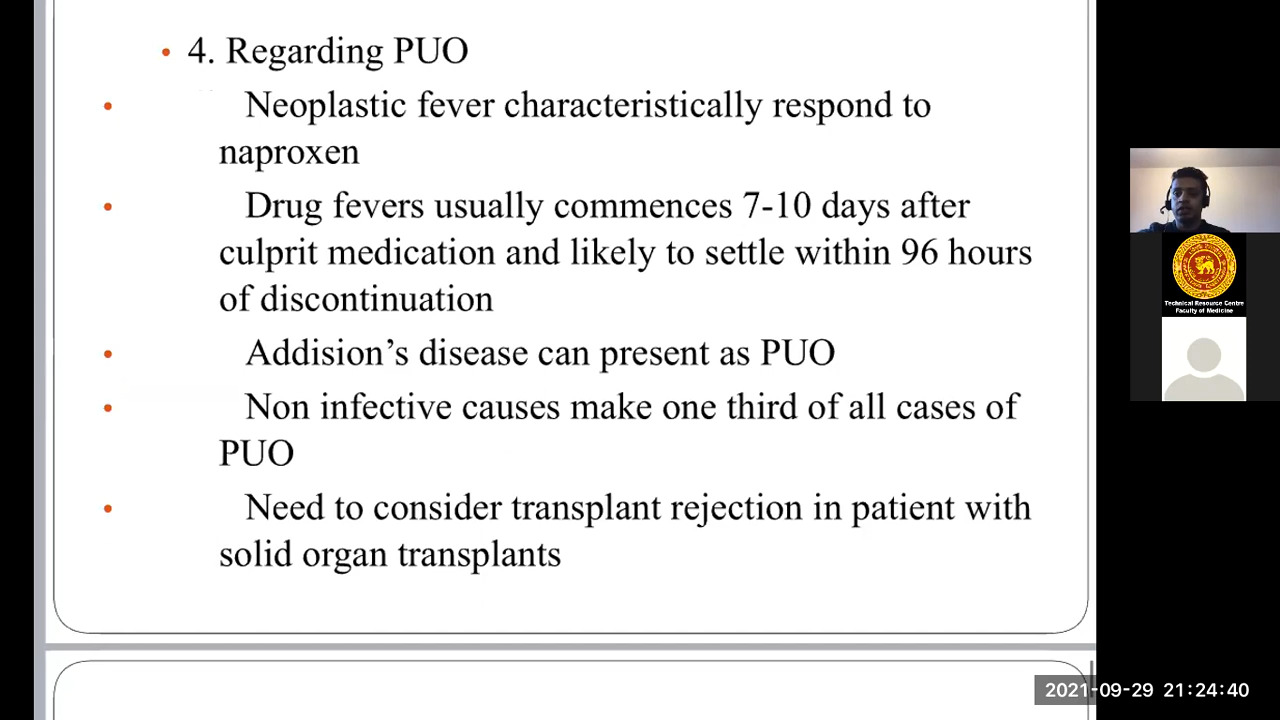 • 4. Regarding PUO
• Neoplastic fever characteristically respond to
naproxen
• Drug fevers usually commences 7-10 days after
culprit medication and likely to settle within 96 hours
of discontinuation
• Addision’s disease can present as PUO
• Non infective causes make one third of all cases of
PUO
• Need to consider transplant rejection in patient with
solid organ transplants
Technical Resource Centre
Faculty of Medicine
2021-09-29 21:24:40